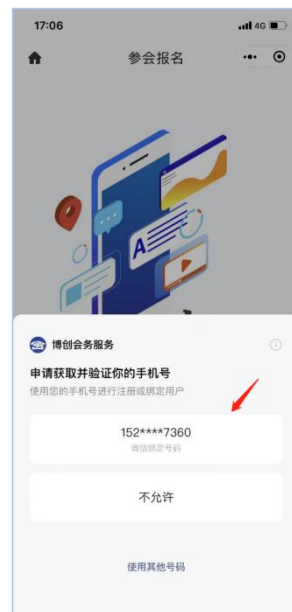 17:06
4G
参会报名
A
博创会务服务
申请获取并验证你的手机号
使用您的手机号进行注册或绑定用户
152****7360
微信绑定号码
不允许
使用其他号码